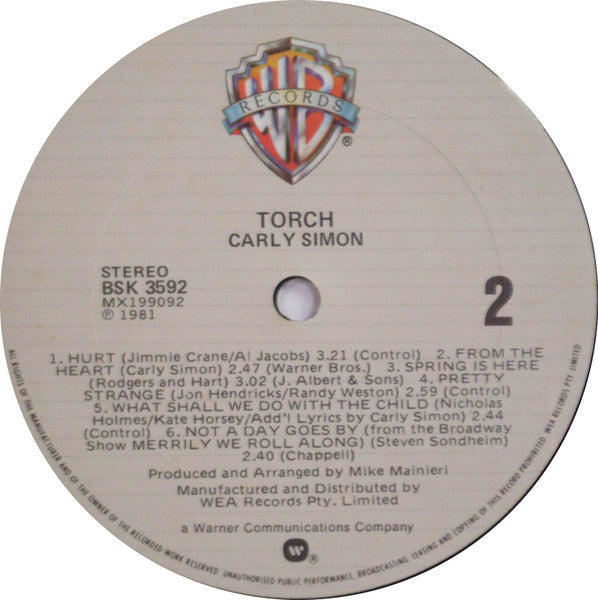 WB
RECORDS
®
TORCH
CARLY SIMON
STEREO
BSK 3592
MX199092
℗ 1981
2
1. HURT (Jimmie Crane/Al Jacobs) 3.21 (Control) 2. FROM THE
HEART (Carly Simon) 2.47 (Warner Bros.) 3. SPRING IS HERE
(Rodgers and Hart) 3.02 (J. Albert & Sons) 4. PRETTY
STRANGE (Jon Hendricks/Randy Weston) 2.59 (Control)
5. WHAT SHALL WE DO WITH THE CHILD (Nicholas
Holmes/Kate Horsey/Add'l Lyrics by Carly Simon) 2.44
(Control) 6. NOT A DAY GOES BY (from the Broadway
Show MERRILY WE ROLL ALONG) (Steven Sondheim)
2.40 (Chappell)
Produced and Arranged by Mike Mainieri
Manufactured and Distributed by
WEA Records Pty. Limited
a Warner Communications Company
W®
ALL RIGHTS OF THE MANUFACTURER AND OF THE OWNER OF THE RECORDED WORK RESERVED. UNAUTHORISED PUBLIC PERFORMANCE, BROADCASTING, LEASING AND COPYING OF THIS RECORD PROHIBITED. WEA RECORDS PTY. LIMITED